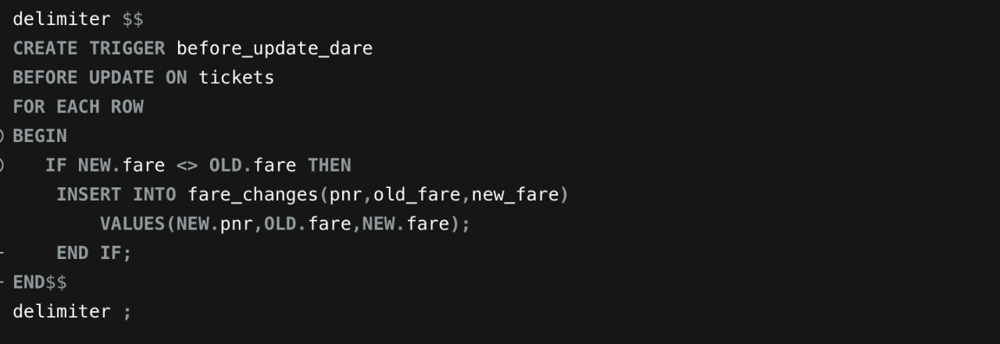 delimiter $$
CREATE TRIGGER before_update_dare
BEFORE UPDATE ON tickets
FOR EACH ROW
BEGIN
IF NEW.fare <> OLD.fare THEN
INSERT INTO fare_changes(pnr,old_fare,new_fare)
VALUES(NEW.pnr,OLD.fare,NEW.fare);
END IF;
END$$
delimiter ;